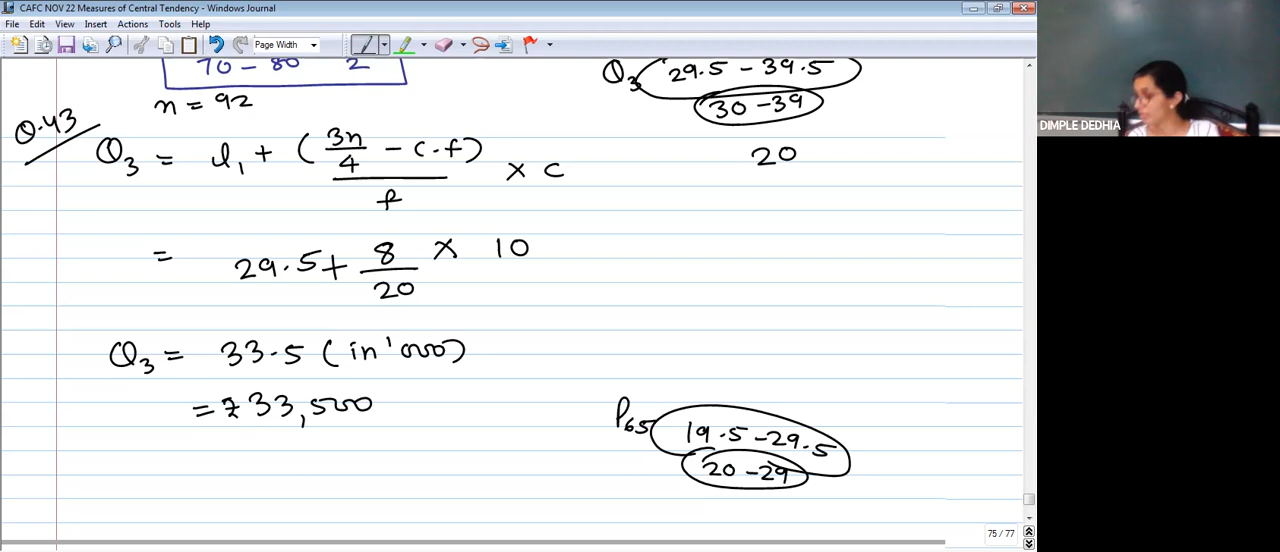 CAFC NOV 22 Measures of Central Tendency - Windows Journal
File Edit View Insert Actions Tools Help
Page Width
70 - 80 2
n = 92
Q.43
Q3 = l1 + (3n/4 - c.f)/f × c
= 29.5 + 8/20 × 10
Q3 = 33.5 (in '000)
= ₹ 33,500
Q3 29.5 - 39.5
30 - 39
20
P65 19.5 - 29.5
20 - 29
DIMPLE DEDHIA
75 / 77